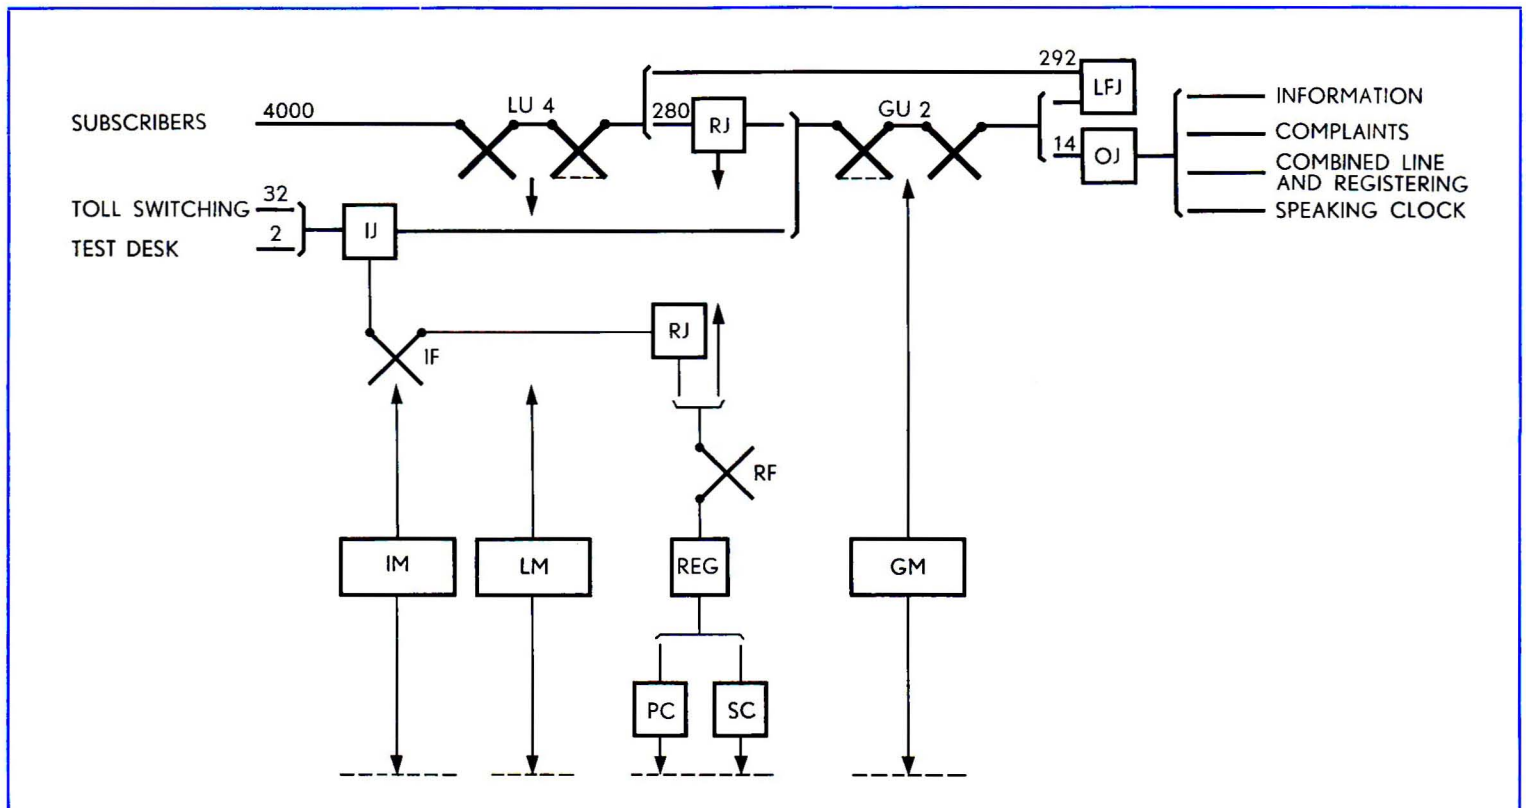 292
LFJ
SUBSCRIBERS
4000
LU 4
280
RJ
GU 2
14
OJ
INFORMATION
COMPLAINTS
COMBINED LINE
AND REGISTERING
SPEAKING CLOCK
TOLL SWITCHING
32
TEST DESK
2
IJ
IF
RJ
RF
IM
LM
REG
GM
PC
SC